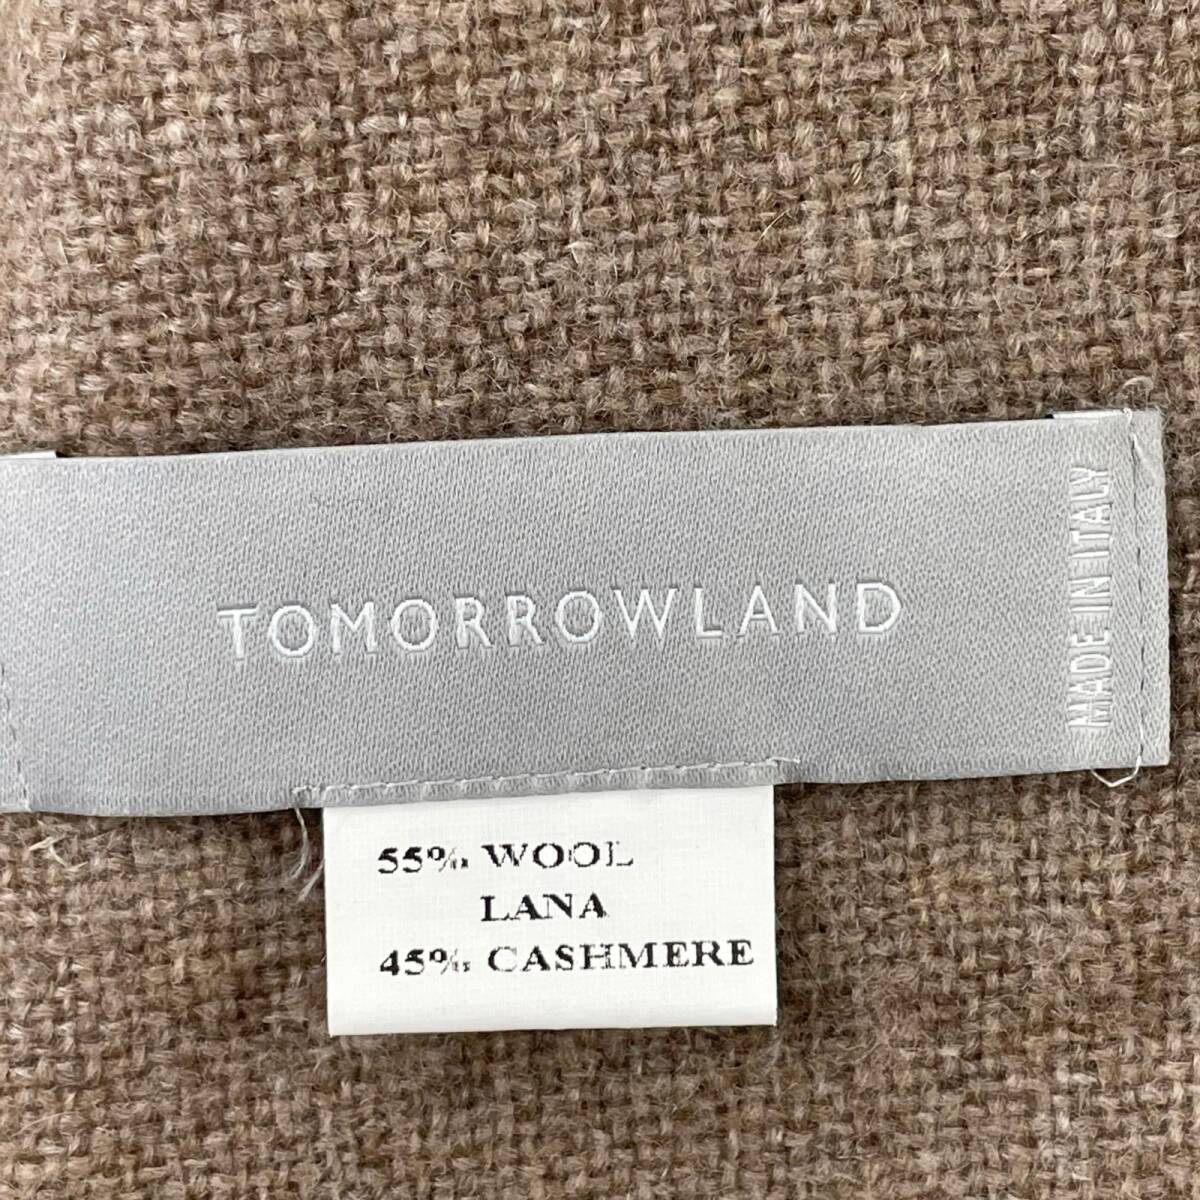 TOMORROWLAND
MADE IN ITALY
55% WOOL
LANA
45% CASHMERE